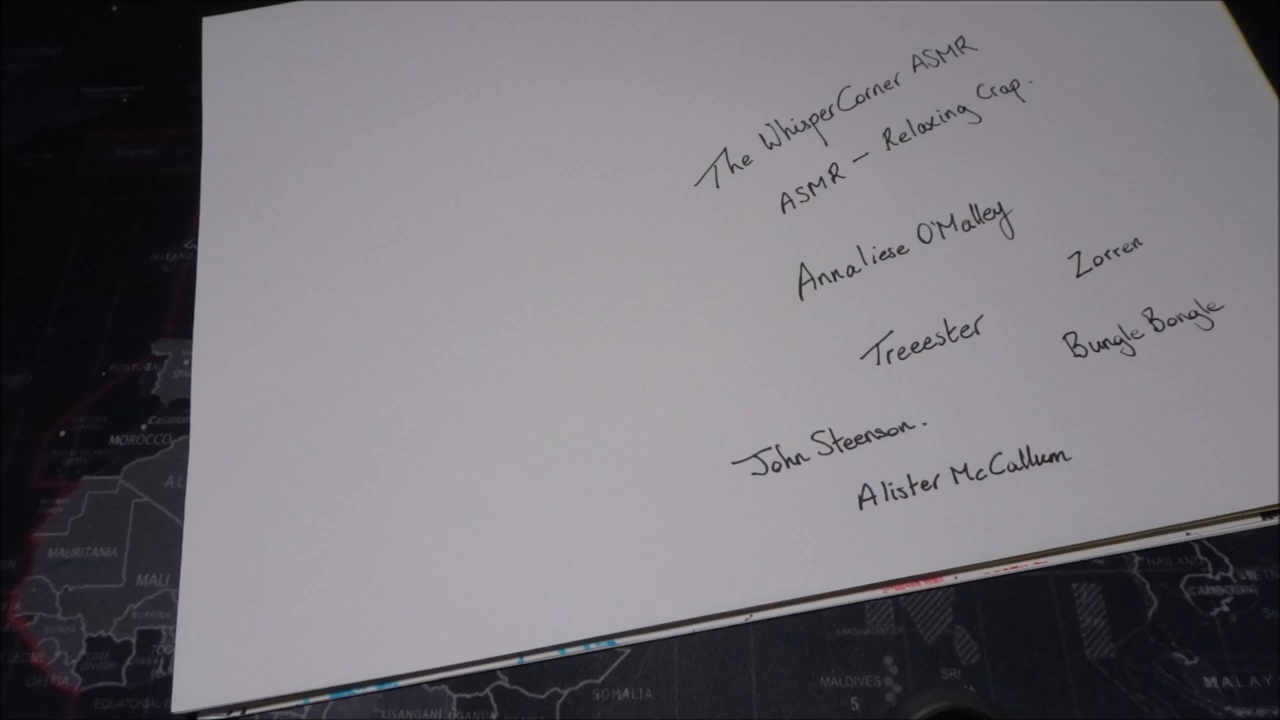 The WhisperCorner ASMR
ASMR – Relaxing Crap.
Annaliese O'Malley
Zorren
Treeester
Bungle Bongle
John Steenson.
Alister McCallum
MOROCCO
MAURITANIA
MALI
SOMALIA
MALDIVES
THAILAND